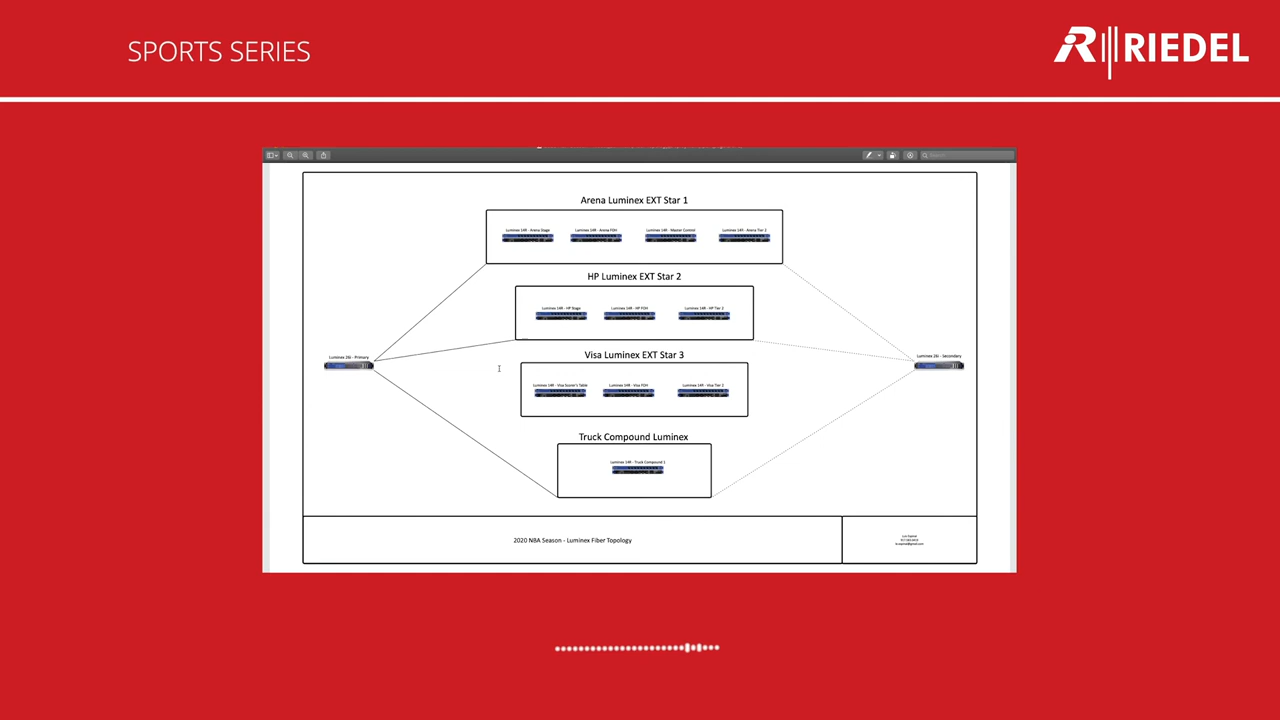 SPORTS SERIES
RIEDEL
Arena Luminex EXT Star 1
Luminex 14R - Arena Stage
Luminex 14R - Arena FOH
Luminex 14R - Master Control
Luminex 14R - Arena Tier 2
HP Luminex EXT Star 2
Luminex 14R - HP Stage
Luminex 14R - HP FOH
Luminex 14R - HP Tier 2
Visa Luminex EXT Star 3
Luminex 26i - Primary
Luminex 26i - Secondary
Luminex 14R - Visa Scorer's Table
Luminex 14R - Visa FOH
Luminex 14R - Visa Tier 2
Truck Compound Luminex
Luminex 14R - Truck Compound 1
2020 NBA Season - Luminex Fiber Topology